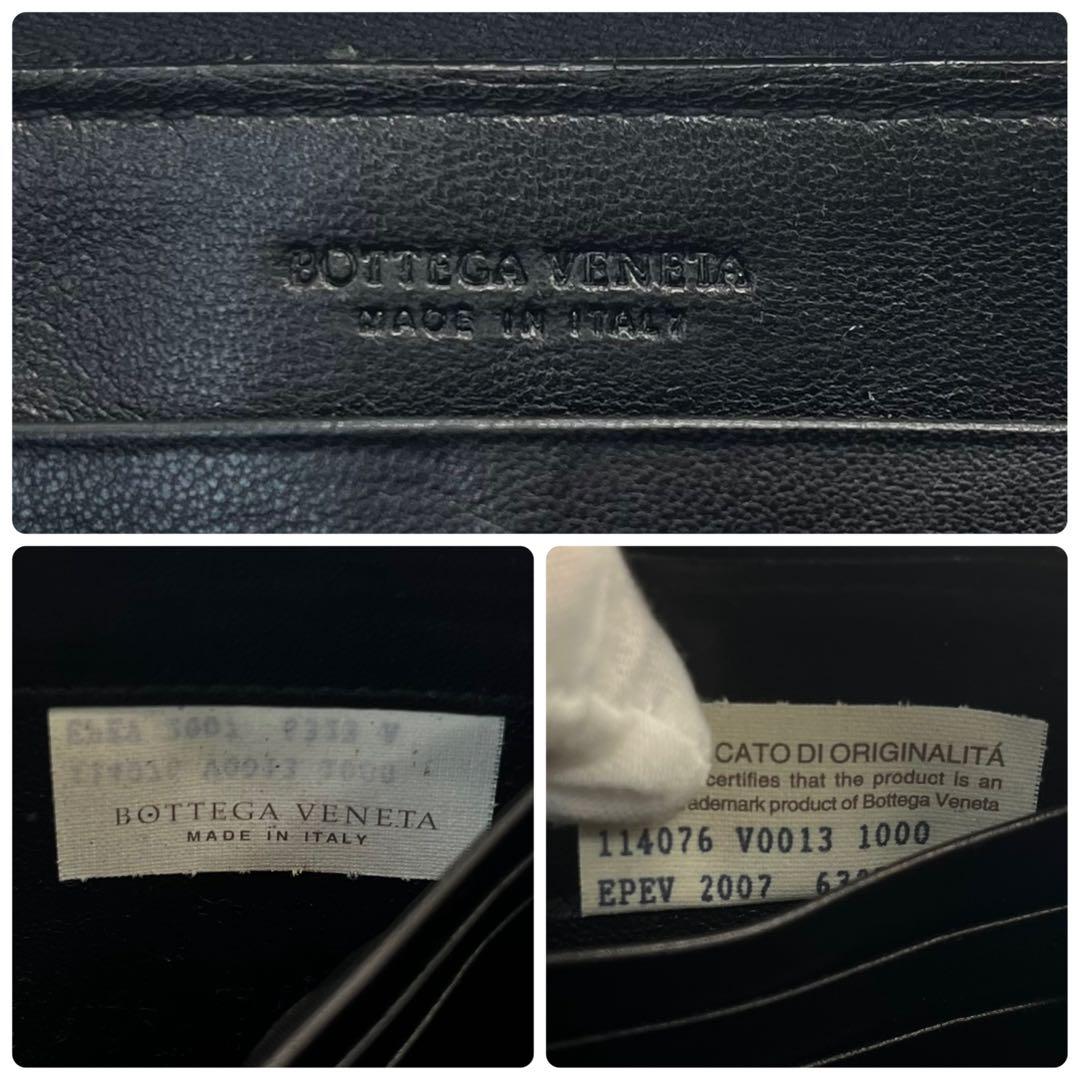 BOTTEGA VENETA
MADE IN ITALY
BOTTEGA VENETA
MADE IN ITALY
CATO DI ORIGINALITÁ
certifies that the product is an
ademark product of Bottega Veneta
114076 V0013 1000
EPEV 2007